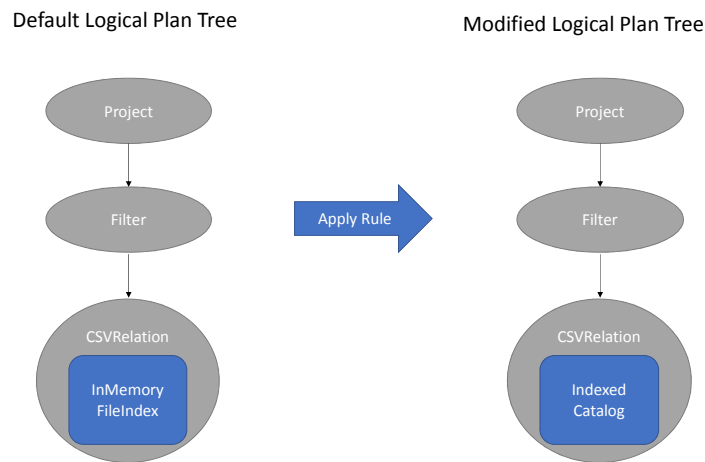 Default Logical Plan Tree
Project
Filter
CSVRelation
InMemory
FileIndex
Apply Rule
Modified Logical Plan Tree
Project
Filter
CSVRelation
Indexed
Catalog